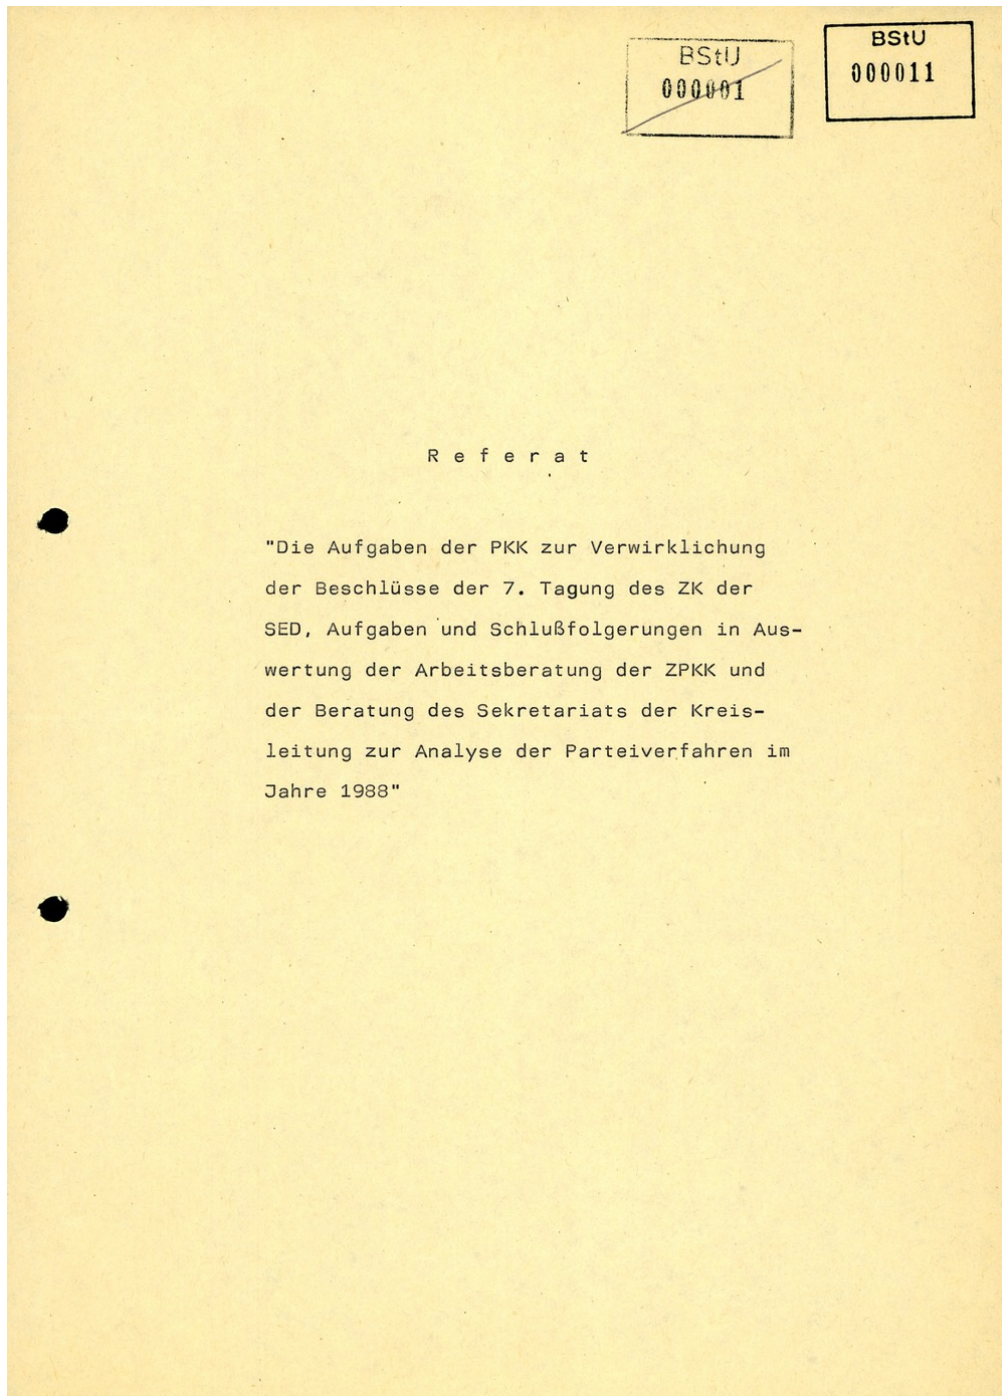 BStU
000001
BStU
000011
R e f e r a t
"Die Aufgaben der PKK zur Verwirklichung
der Beschlüsse der 7. Tagung des ZK der
SED, Aufgaben und Schlußfolgerungen in Aus-
wertung der Arbeitsberatung der ZPKK und
der Beratung des Sekretariats der Kreis-
leitung zur Analyse der Parteiverfahren im
Jahre 1988"